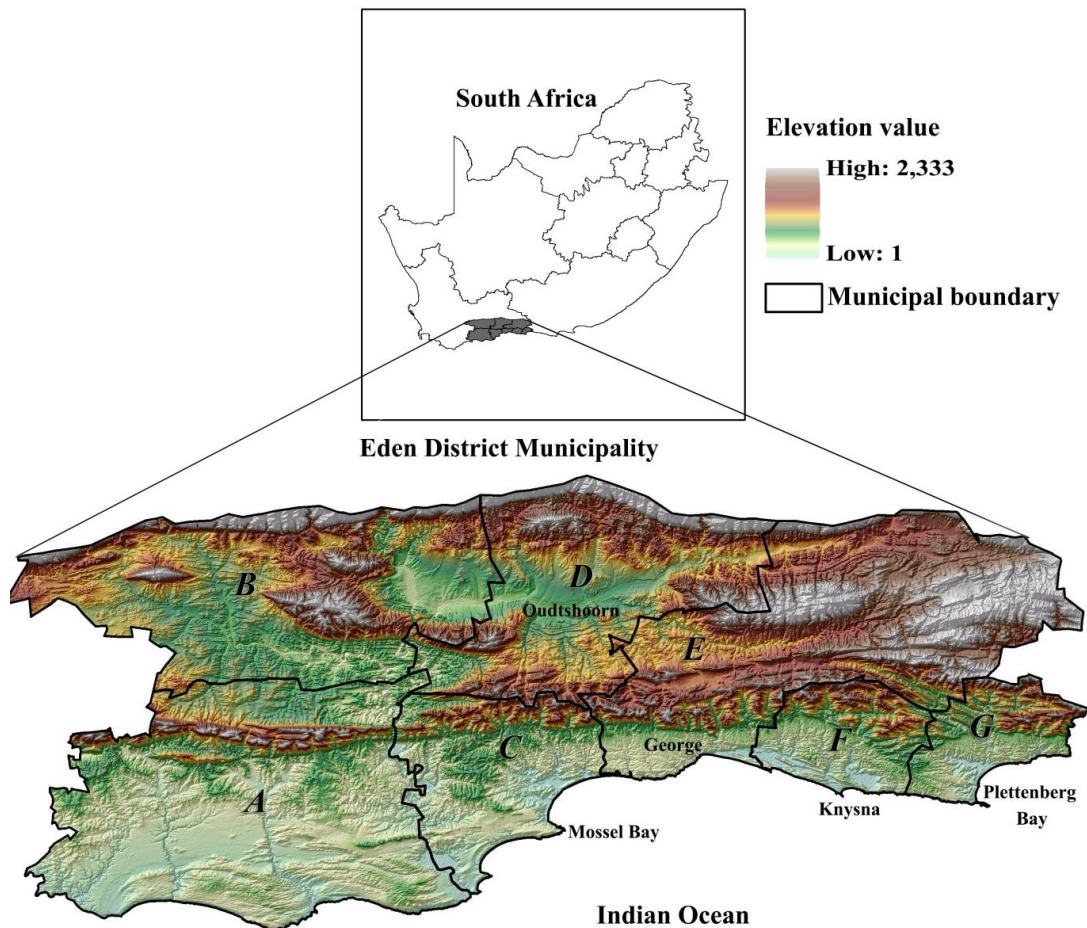 South Africa
Elevation value
High: 2,333
Low: 1
Municipal boundary
Eden District Municipality
B
D
Oudtshoorn
E
C
George
F
G
A
Mossel Bay
Knysna
Plettenberg
Bay
Indian Ocean